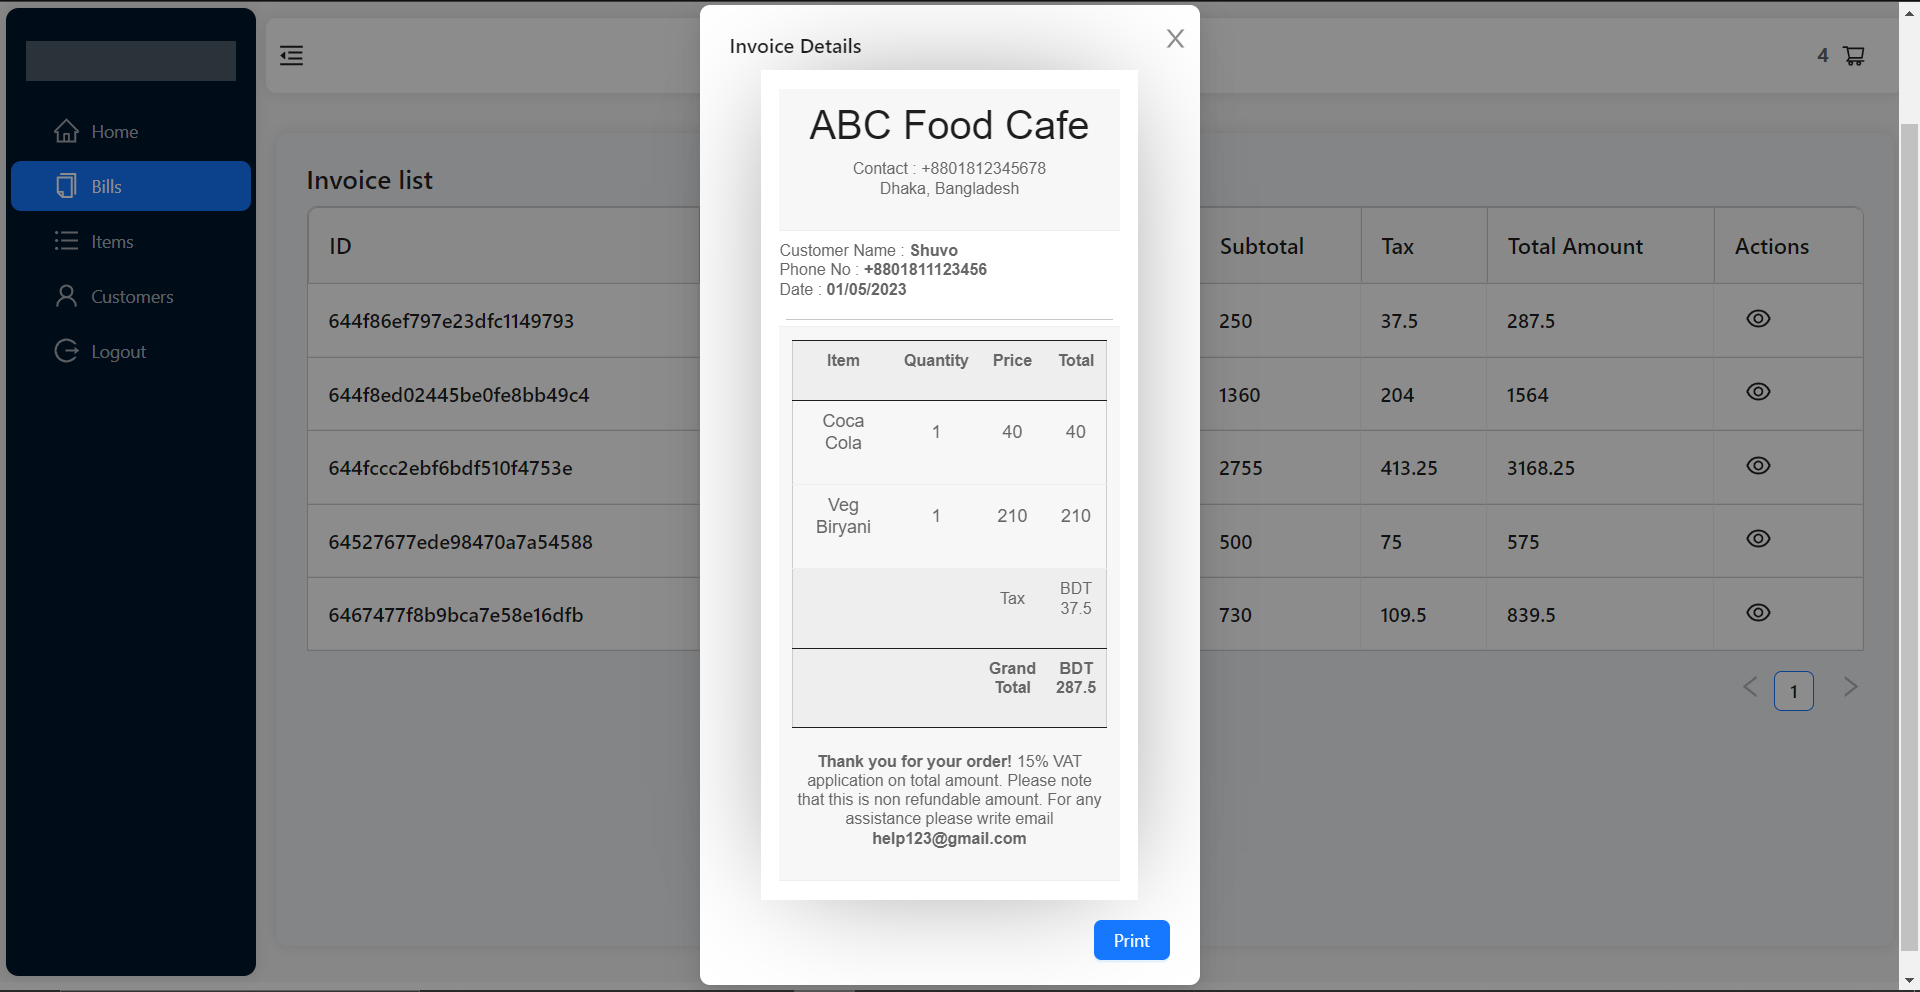 Home
Bills
Items
Customers
Logout
4
Invoice list
ID Subtotal Tax Total Amount Actions
644f86ef797e23dfc1149793 250 37.5 287.5
644f8ed02445be0fe8bb49c4 1360 204 1564
644fccc2ebf6bdf510f4753e 2755 413.25 3168.25
64527677ede98470a7a54588 500 75 575
6467477f8b9bca7e58e16dfb 730 109.5 839.5
1
Invoice Details
X
ABC Food Cafe
Contact : +8801812345678
Dhaka, Bangladesh
Customer Name : Shuvo
Phone No : +8801811123456
Date : 01/05/2023
Item Quantity Price Total
Coca
Cola
1 40 40
Veg
Biryani
1 210 210
Tax
BDT
37.5
Grand
Total
BDT
287.5
Thank you for your order! 15% VAT
application on total amount. Please note
that this is non refundable amount. For any
assistance please write email
help123@gmail.com
Print